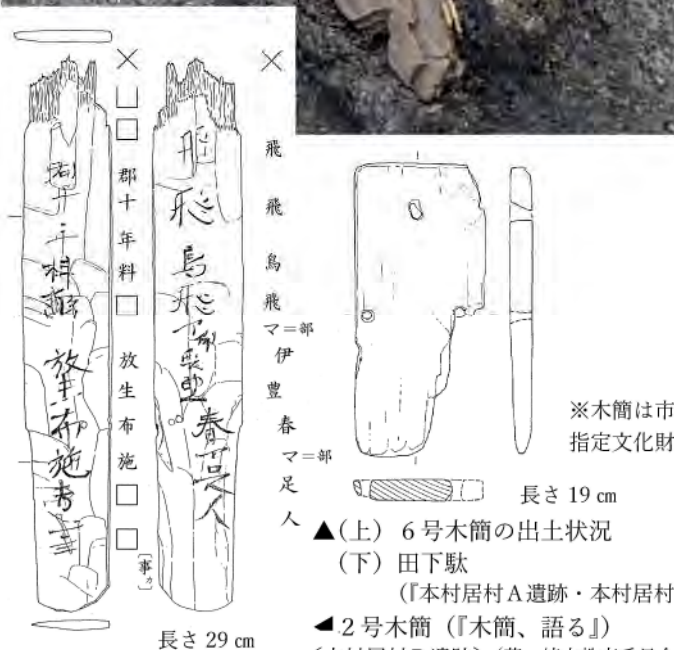 ×□□郡十年料□ 放生布施□□
〔事ヵ〕
× 飛飛鳥飛マ=部伊豊春マ=部足人
長さ 29 ㎝
※木簡は市
指定文化財
長さ 19 ㎝
▲(上) 6号木簡の出土状況
(下) 田下駄
(『本村居村A遺跡・本村居村
◀2号木簡(『木簡、語る』)